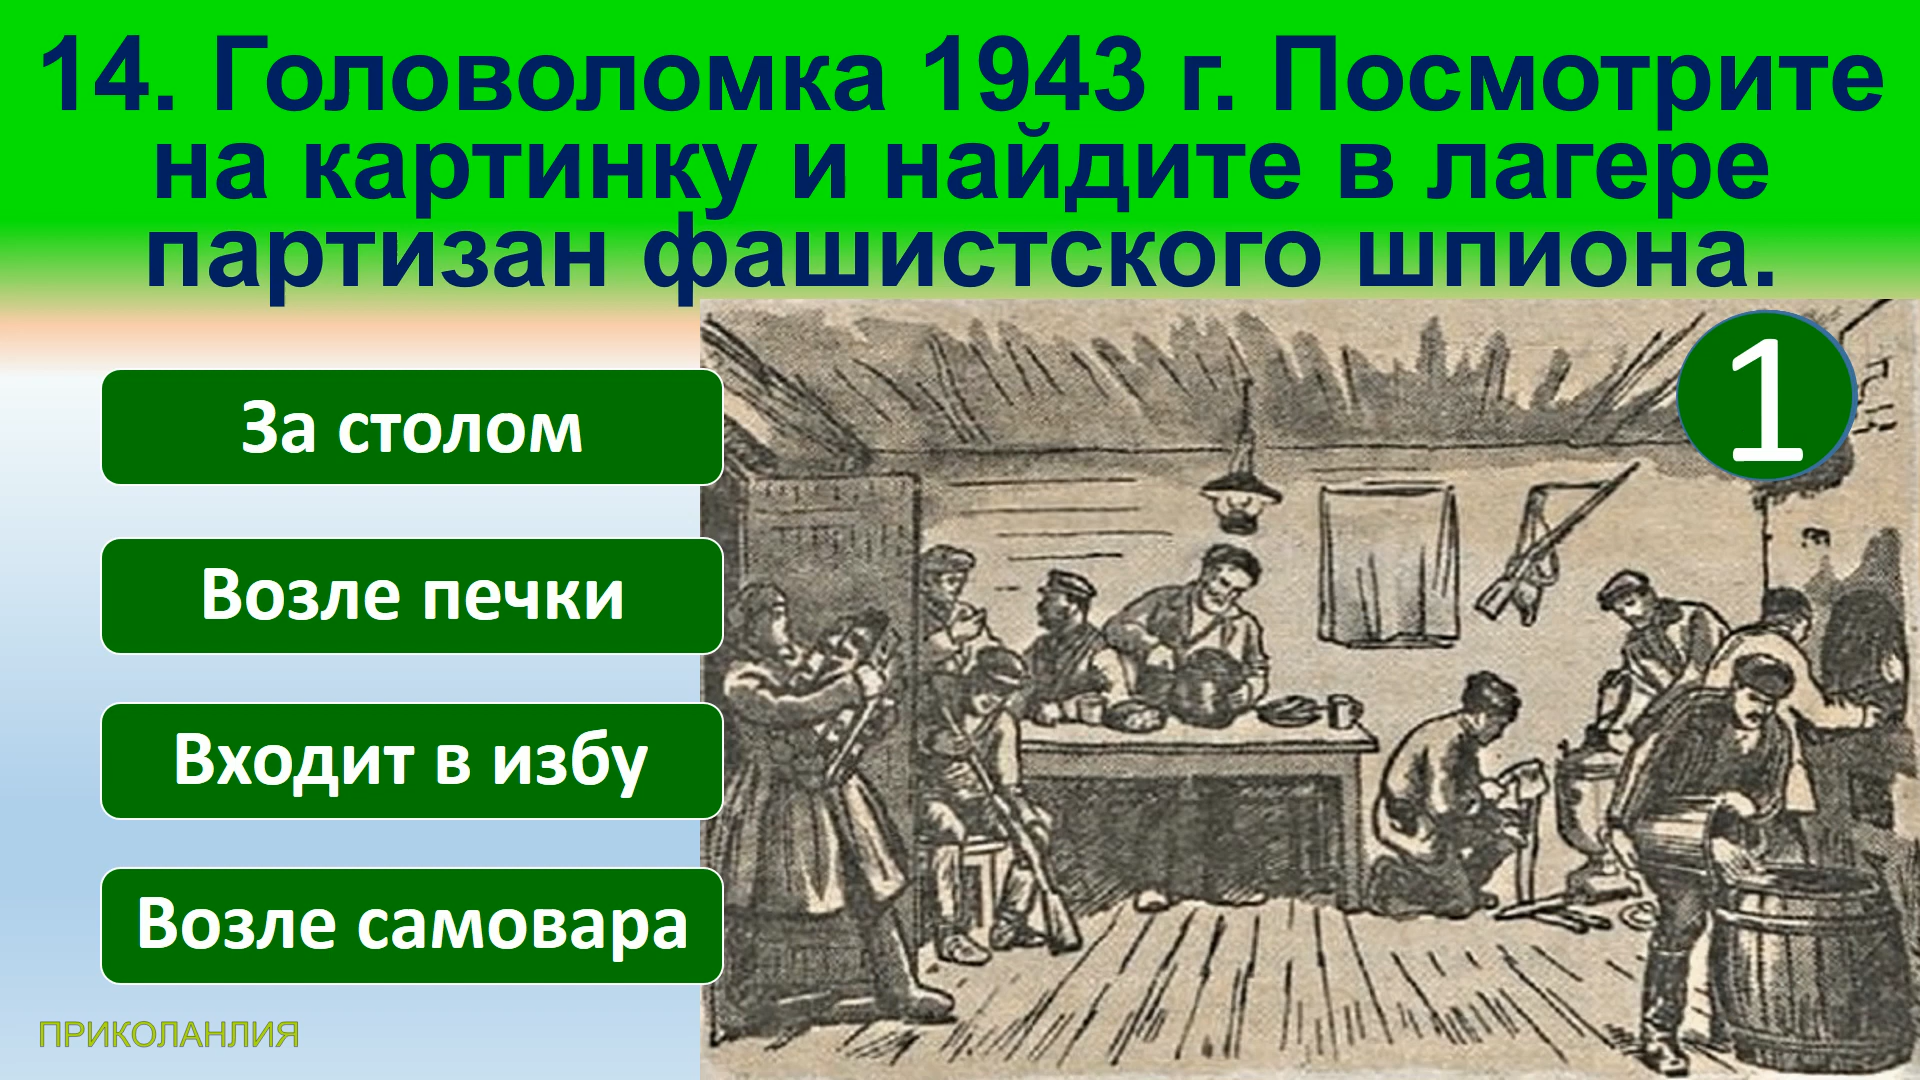 14. Головоломка 1943 г. Посмотрите
на картинку и найдите в лагере
партизан фашистского шпиона.
1
За столом
Возле печки
Входит в избу
Возле самовара
ПРИКОЛАНЛИЯ